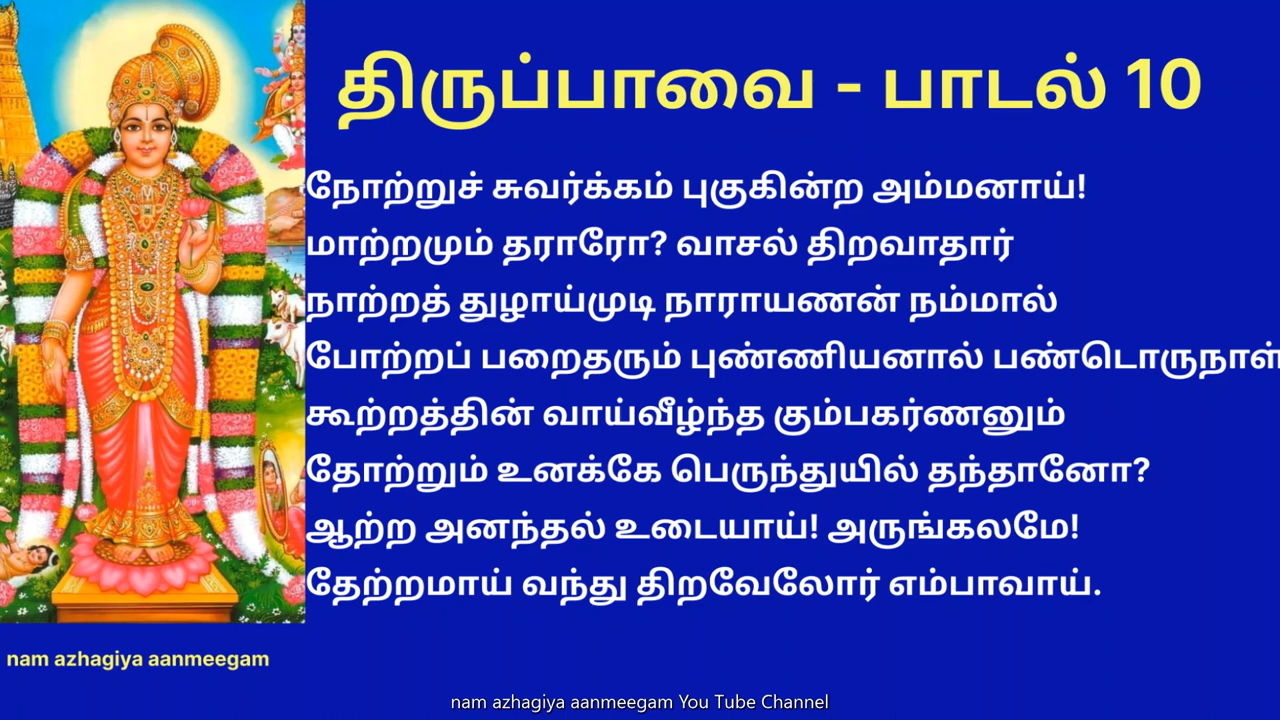 திருப்பாவை - பாடல் 10
நோற்றுச் சுவர்க்கம் புகுகின்ற அம்மனாய்!
மாற்றமும் தராரோ? வாசல் திறவாதார்
நாற்றத் துழாய்முடி நாராயணன் நம்மால்
போற்றப் பறைதரும் புண்ணியனால் பண்டொருநாள்
கூற்றத்தின் வாய்வீழ்ந்த கும்பகர்ணனும்
தோற்றும் உனக்கே பெருந்துயில் தந்தானோ?
ஆற்ற அனந்தல் உடையாய்! அருங்கலமே!
தேற்றமாய் வந்து திறவேலோர் எம்பாவாய்.
nam azhagiya aanmeegam
nam azhagiya aanmeegam You Tube Channel